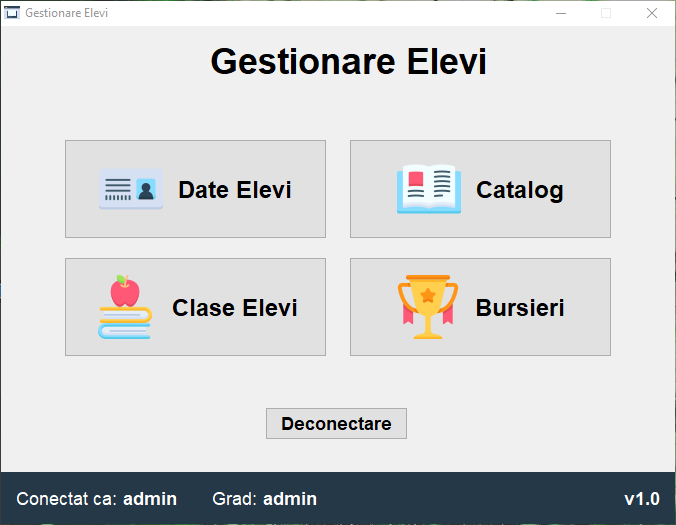 Gestionare Elevi
Gestionare Elevi
Date Elevi
Catalog
Clase Elevi
Bursieri
Deconectare
Conectat ca: admin Grad: admin v1.0